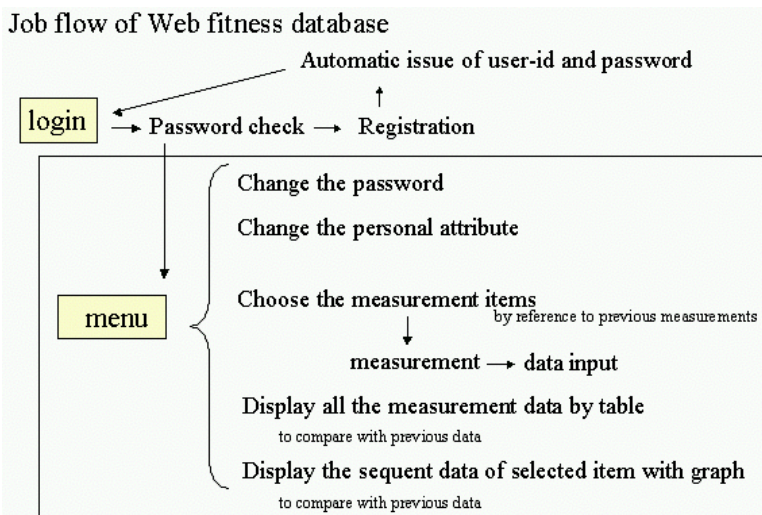 Job flow of Web fitness database
Automatic issue of user-id and password
login
Password check
Registration
Change the password
Change the personal attribute
menu
Choose the measurement items
by reference to previous measurements
measurement
data input
Display all the measurement data by table
to compare with previous data
Display the sequent data of selected item with graph
to compare with previous data